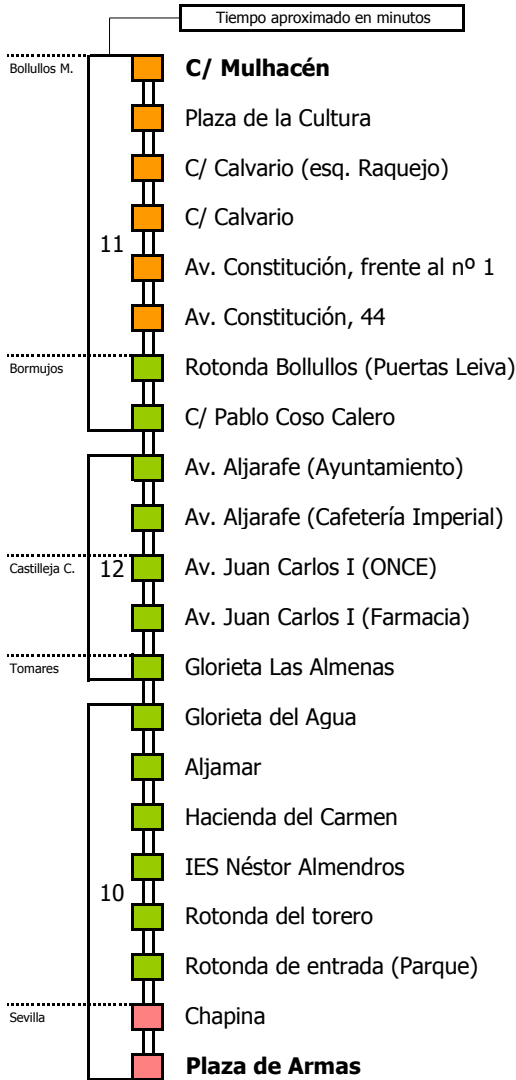 Tiempo aproximado en minutos
Bollullos M.
C/ Mulhacén
Plaza de la Cultura
C/ Calvario (esq. Raquejo)
C/ Calvario
11
Av. Constitución, frente al nº 1
Av. Constitución, 44
Bormujos
Rotonda Bollullos (Puertas Leiva)
C/ Pablo Coso Calero
Av. Aljarafe (Ayuntamiento)
Av. Aljarafe (Cafetería Imperial)
Castilleja C.
12
Av. Juan Carlos I (ONCE)
Av. Juan Carlos I (Farmacia)
Tomares
Glorieta Las Almenas
Glorieta del Agua
Aljamar
Hacienda del Carmen
IES Néstor Almendros
10
Rotonda del torero
Rotonda de entrada (Parque)
Sevilla
Chapina
Plaza de Armas